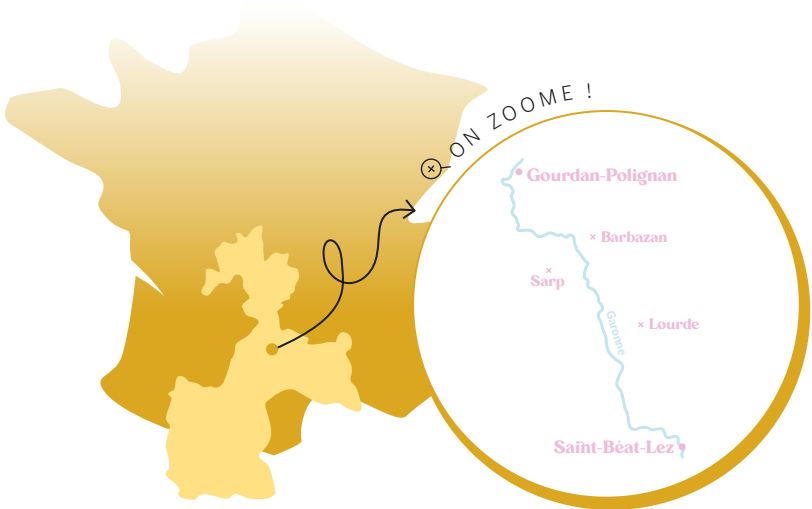 ON ZOOME !
Gourdan-Polignan
Barbazan
Sarp
Lourde
Garonne
Saint-Béat-Lez